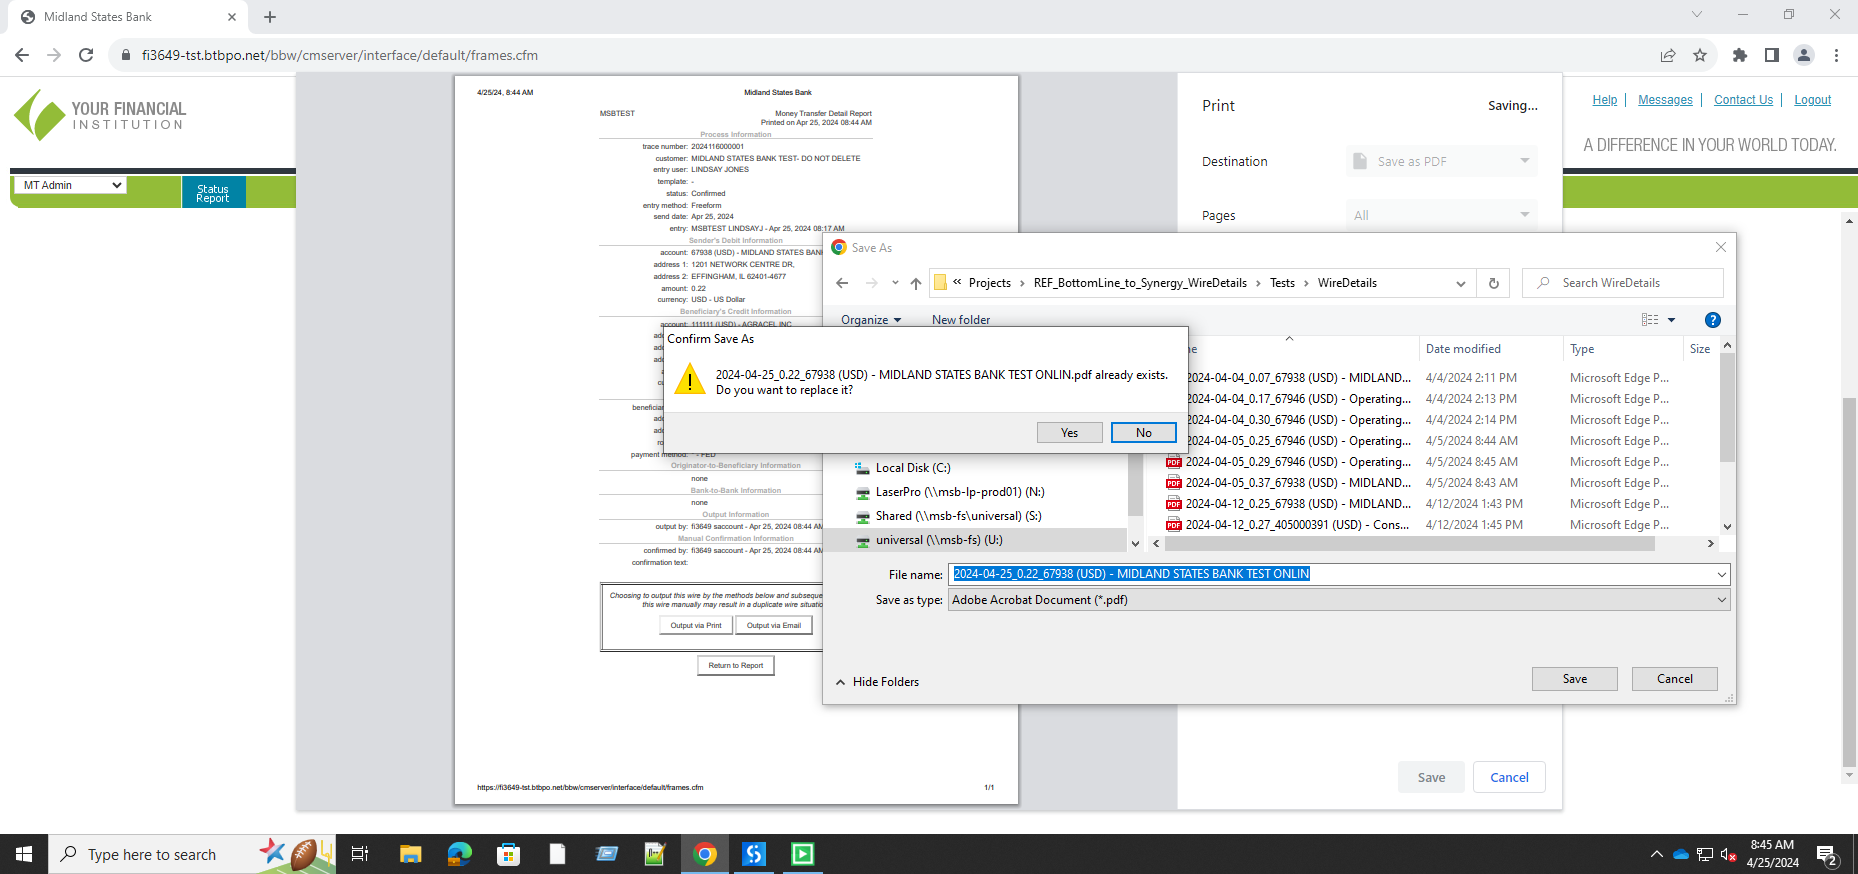 Midland States Bank
fi3649-tst.btbpo.net/bbw/cmserver/interface/default/frames.cfm
YOUR FINANCIAL
INSTITUTION
Help
Messages
Contact Us
Logout
A DIFFERENCE IN YOUR WORLD TODAY.
MT Admin
Status
Report
4/25/24, 8:44 AM
Midland States Bank
MSBTEST
Money Transfer Detail Report
Printed on Apr 25, 2024 08:44 AM
Process Information
trace number: 2024116000001
customer: MIDLAND STATES BANK TEST- DO NOT DELETE
entry user: LINDSAY JONES
template: -
status: Confirmed
entry method: Freeform
send date: Apr 25, 2024
entry: MSBTEST LINDSAYJ - Apr 25, 2024 08:17 AM
Sender's Debit Information
account: 67938 (USD) - MIDLAND STATES BAN
address 1: 1201 NETWORK CENTRE DR,
address 2: EFFINGHAM, IL 62401-4677
amount: 0.22
currency: USD - US Dollar
Beneficiary's Credit Information
account: 111111 (USD) - AGRACEL INC
payment method: * - FED
Originator-to-Beneficiary Information
none
Bank-to-Bank Information
none
Output Information
output by: fi3649 saccount - Apr 25, 2024 08:44 AM
Manual Confirmation Information
confirmed by: fi3649 saccount - Apr 25, 2024 08:44 AM
confirmation text:
Choosing to output this wire by the methods below and subseque
this wire manually may result in a duplicate wire situatio
Output via Print
Output via Email
Return to Report
https://fi3649-tst.btbpo.net/bbw/cmserver/interface/default/frames.cfm
1/1
Print
Saving...
Destination
Save as PDF
Pages
All
Save
Cancel
Save As
« Projects > REF_BottomLine_to_Synergy_WireDetails > Tests > WireDetails
Search WireDetails
Organize
New folder
ne
Date modified
Type
Size
2024-04-04_0.07_67938 (USD) - MIDLAND... 4/4/2024 2:11 PM Microsoft Edge P...
2024-04-04_0.17_67946 (USD) - Operating... 4/4/2024 2:13 PM Microsoft Edge P...
2024-04-04_0.30_67946 (USD) - Operating... 4/4/2024 2:14 PM Microsoft Edge P...
2024-04-05_0.25_67946 (USD) - Operating... 4/5/2024 8:44 AM Microsoft Edge P...
2024-04-05_0.29_67946 (USD) - Operating... 4/5/2024 8:45 AM Microsoft Edge P...
2024-04-05_0.37_67938 (USD) - MIDLAND... 4/5/2024 8:43 AM Microsoft Edge P...
2024-04-12_0.25_67938 (USD) - MIDLAND... 4/12/2024 1:43 PM Microsoft Edge P...
2024-04-12_0.27_405000391 (USD) - Cons... 4/12/2024 1:45 PM Microsoft Edge P...
Local Disk (C:)
LaserPro (\\msb-lp-prod01) (N:)
Shared (\\msb-fs\universal) (S:)
universal (\\msb-fs) (U:)
File name: 2024-04-25_0.22_67938 (USD) - MIDLAND STATES BANK TEST ONLIN
Save as type: Adobe Acrobat Document (*.pdf)
Hide Folders
Save
Cancel
Confirm Save As
2024-04-25_0.22_67938 (USD) - MIDLAND STATES BANK TEST ONLIN.pdf already exists.
Do you want to replace it?
Yes
No
Type here to search
8:45 AM
4/25/2024
2